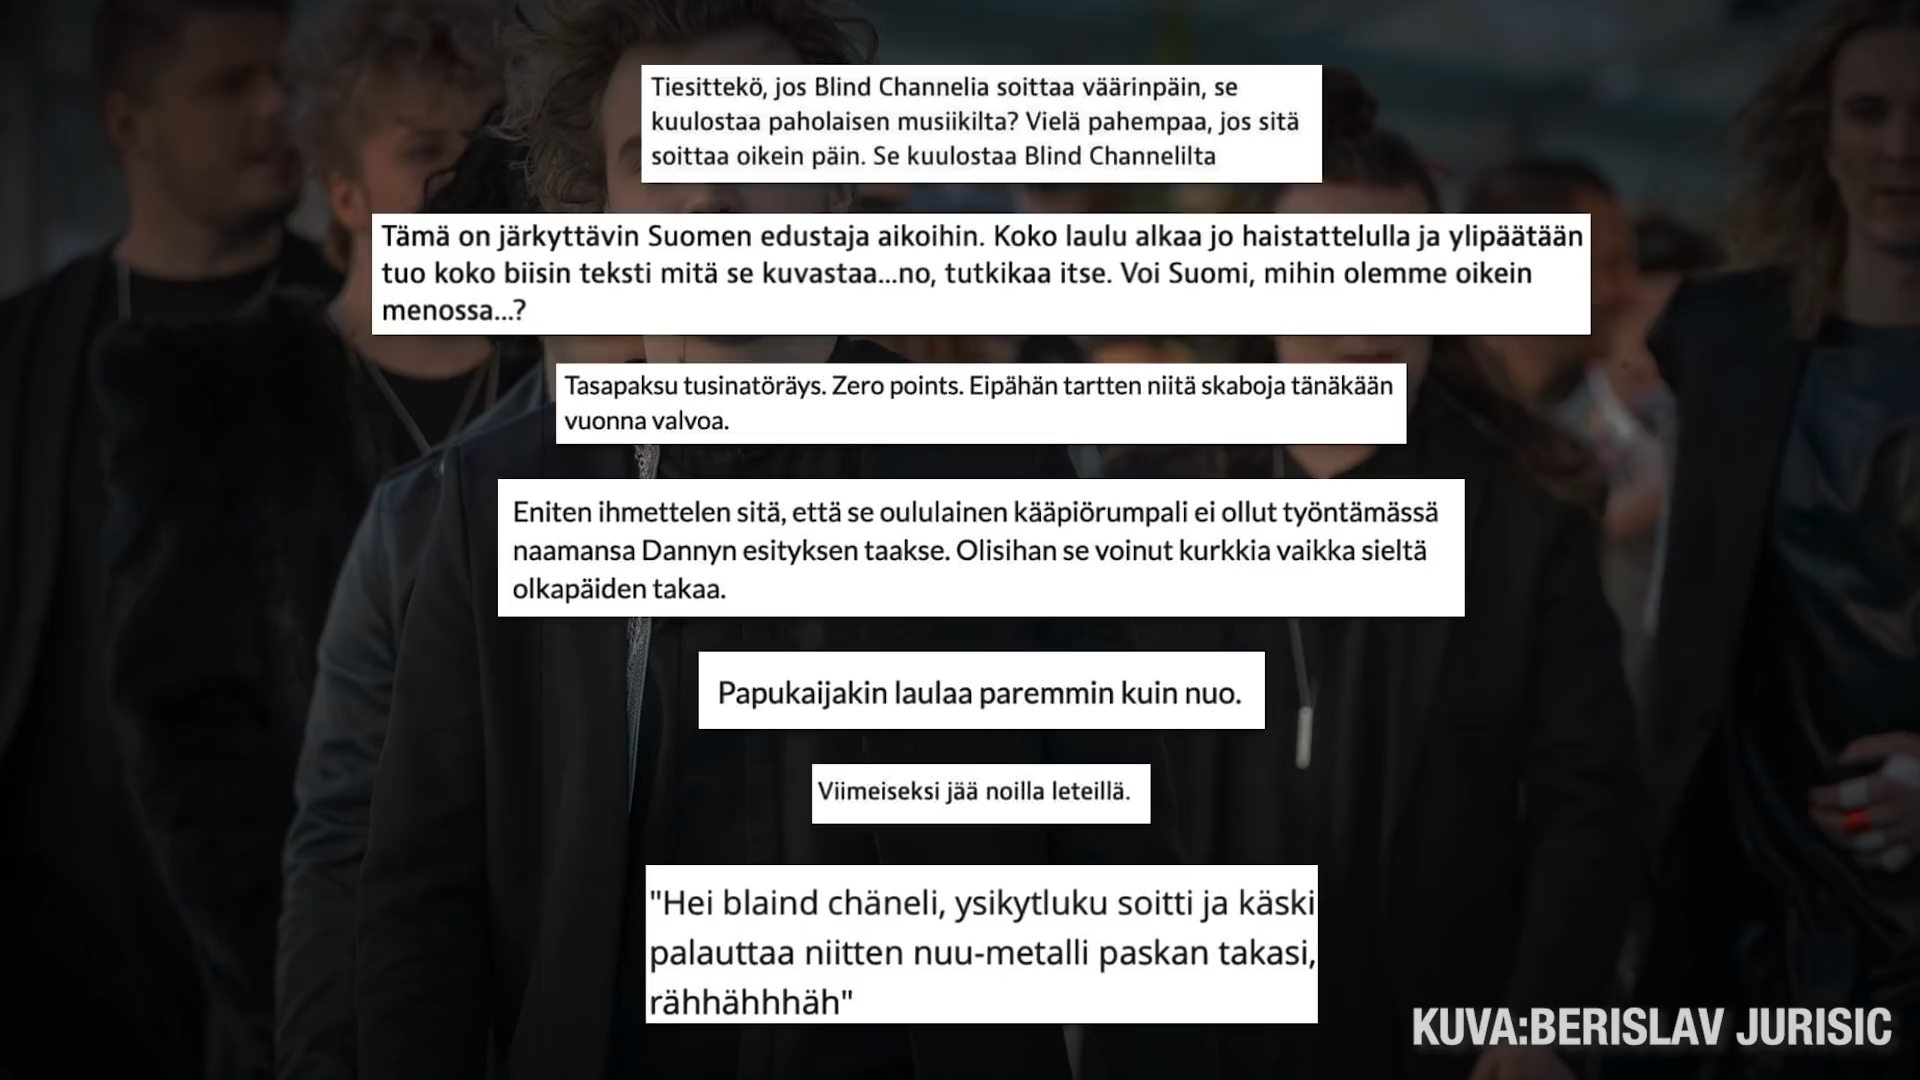 Tiesittekö, jos Blind Channelia soittaa väärinpäin, se
kuulostaa paholaisen musiikilta? Vielä pahempaa, jos sitä
soittaa oikein päin. Se kuulostaa Blind Channelilta
Tämä on järkyttävin Suomen edustaja aikoihin. Koko laulu alkaa jo haistattelulla ja ylipäätään
tuo koko biisin teksti mitä se kuvastaa...no, tutkikaa itse. Voi Suomi, mihin olemme oikein
menossa...?
Tasapaksu tusinatöräys. Zero points. Eipähän tartten niitä skaboja tänäkään
vuonna valvoa.
Eniten ihmettelen sitä, että se oululainen kääpiörumpali ei ollut työntämässä
naamansa Dannyn esityksen taakse. Olisihan se voinut kurkkia vaikka sieltä
olkapäiden takaa.
Papukaijakin laulaa paremmin kuin nuo.
Viimeiseksi jää noilla leteillä.
"Hei blaind chäneli, ysikytluku soitti ja käski
palauttaa niitten nuu-metalli paskan takasi,
rähhähhhäh"
KUVA:BERISLAV JURISIC